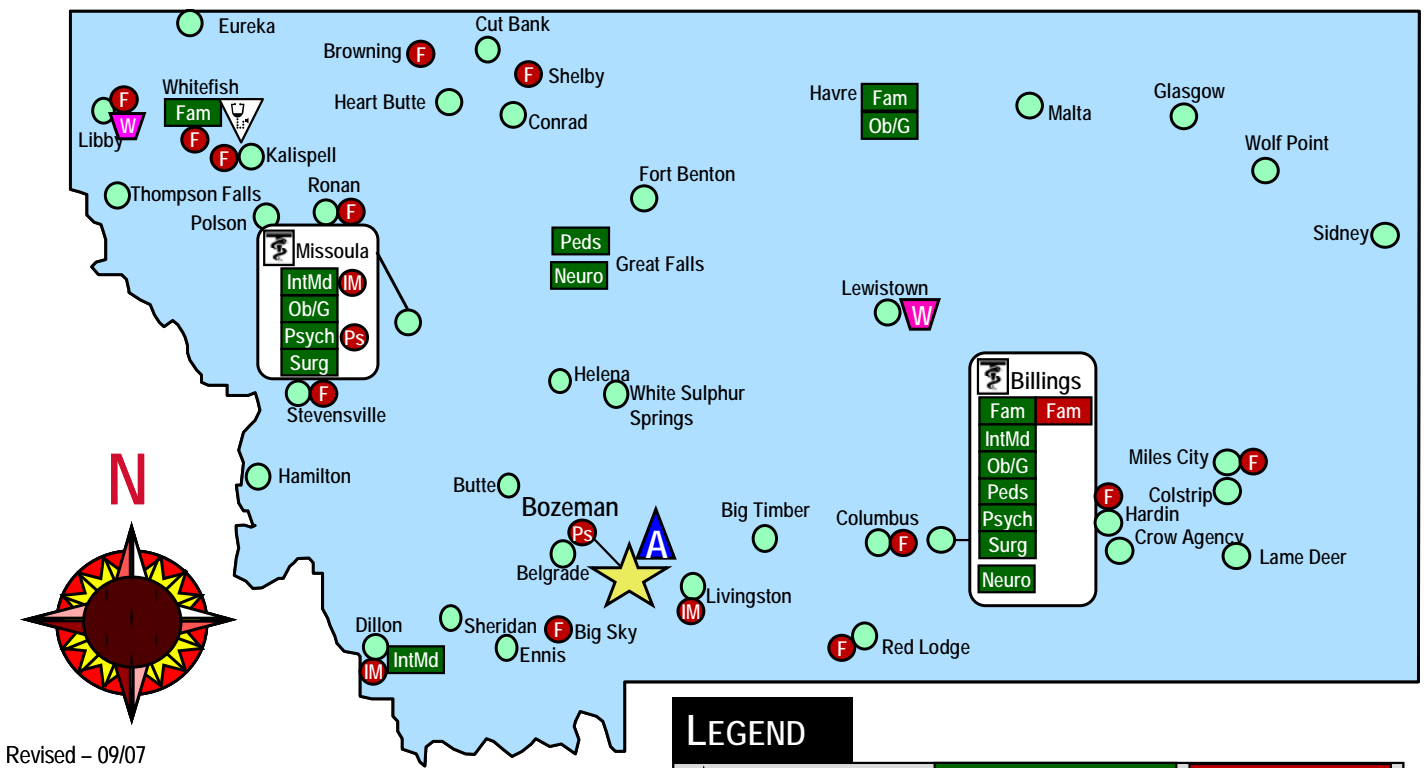 Eureka
Cut Bank
Browning F
F Shelby
Whitefish
Fam
F
F
W
Libby
F Kalispell
Heart Butte
Conrad
Havre Fam
Ob/G
Malta
Glasgow
Wolf Point
Sidney
Thompson Falls
Ronan
F
Polson
Fort Benton
Missoula
IntMd IM
Ob/G
Psych Ps
Surg
Peds
Neuro
Great Falls
Lewistown
W
F
Stevensville
Helena
White Sulphur
Springs
Billings
Fam Fam
IntMd
Ob/G
Peds
Psych
Surg
Neuro
Miles City F
Colstrip
F
Hardin
Crow Agency
Lame Deer
N
Hamilton
Butte
Bozeman
Ps
A
Belgrade
Big Timber
Columbus
F
Livingston
IM
Dillon
IntMd
IM
Sheridan
Ennis
F Big Sky
F Red Lodge
LEGEND
Revised – 09/07